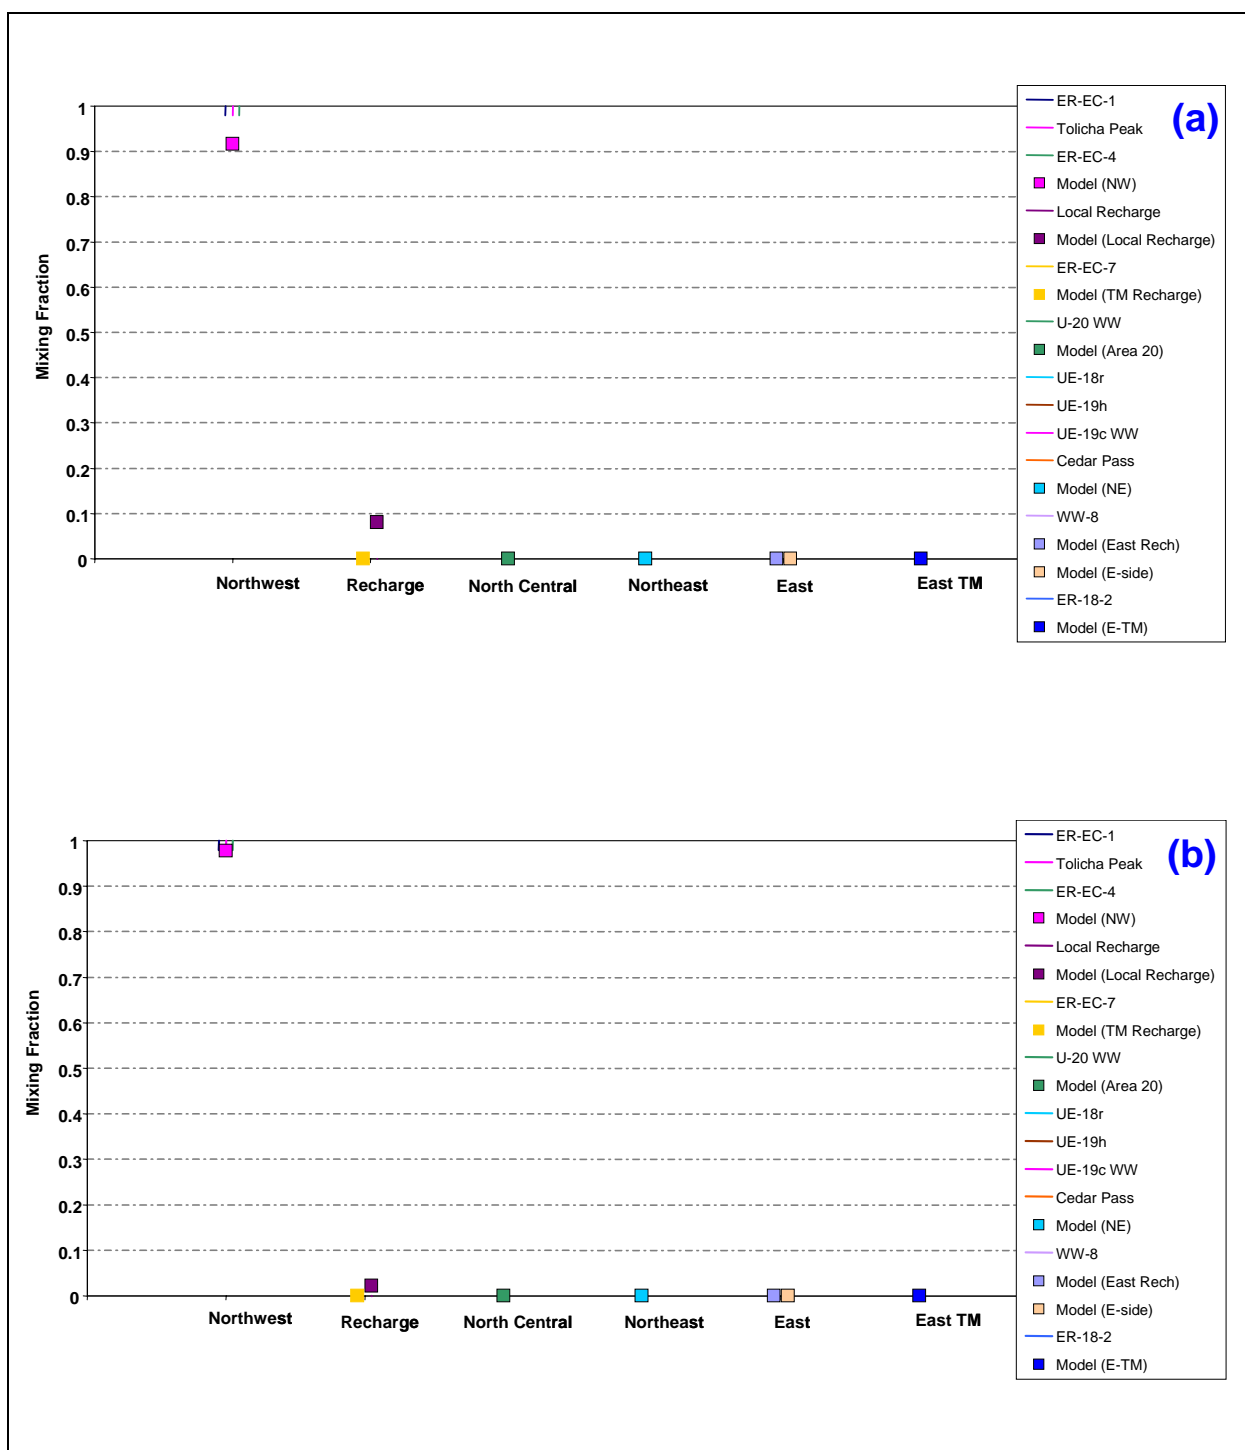 (a)
1
0.9
0.8
0.7
0.6
0.5
0.4
0.3
0.2
0.1
0
Mixing Fraction
Northwest Recharge North Central Northeast East East TM
ER-EC-1
Tolicha Peak
ER-EC-4
Model (NW)
Local Recharge
Model (Local Recharge)
ER-EC-7
Model (TM Recharge)
U-20 WW
Model (Area 20)
UE-18r
UE-19h
UE-19c WW
Cedar Pass
Model (NE)
WW-8
Model (East Rech)
Model (E-side)
ER-18-2
Model (E-TM)
(b)
1
0.9
0.8
0.7
0.6
0.5
0.4
0.3
0.2
0.1
0
Mixing Fraction
Northwest Recharge North Central Northeast East East TM
ER-EC-1
Tolicha Peak
ER-EC-4
Model (NW)
Local Recharge
Model (Local Recharge)
ER-EC-7
Model (TM Recharge)
U-20 WW
Model (Area 20)
UE-18r
UE-19h
UE-19c WW
Cedar Pass
Model (NE)
WW-8
Model (East Rech)
Model (E-side)
ER-18-2
Model (E-TM)